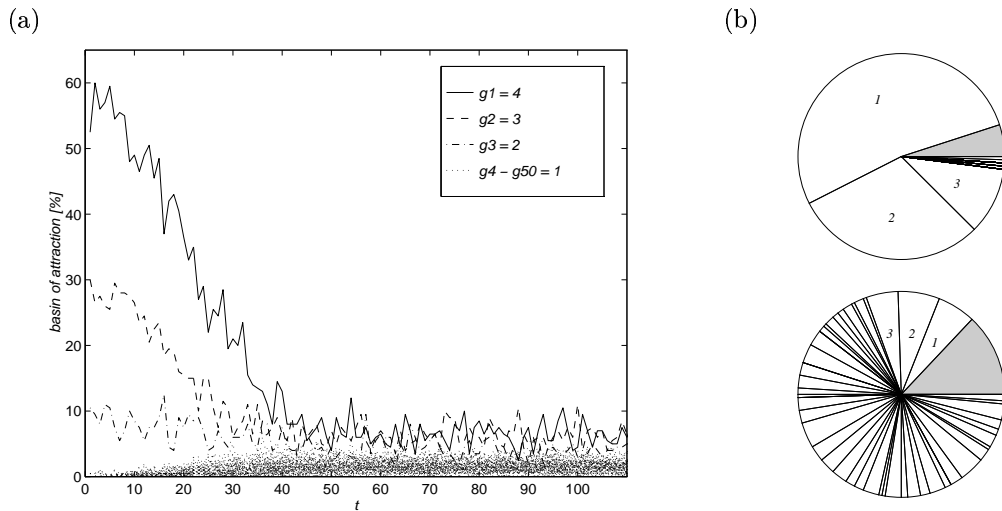 (a)
(b)
60
50
40
30
20
10
0
basin of attraction [%]
g1 = 4
g2 = 3
g3 = 2
g4 – g50 = 1
0 10 20 30 40 50 60 70 80 90 100
t
1
2
3
3
2
1